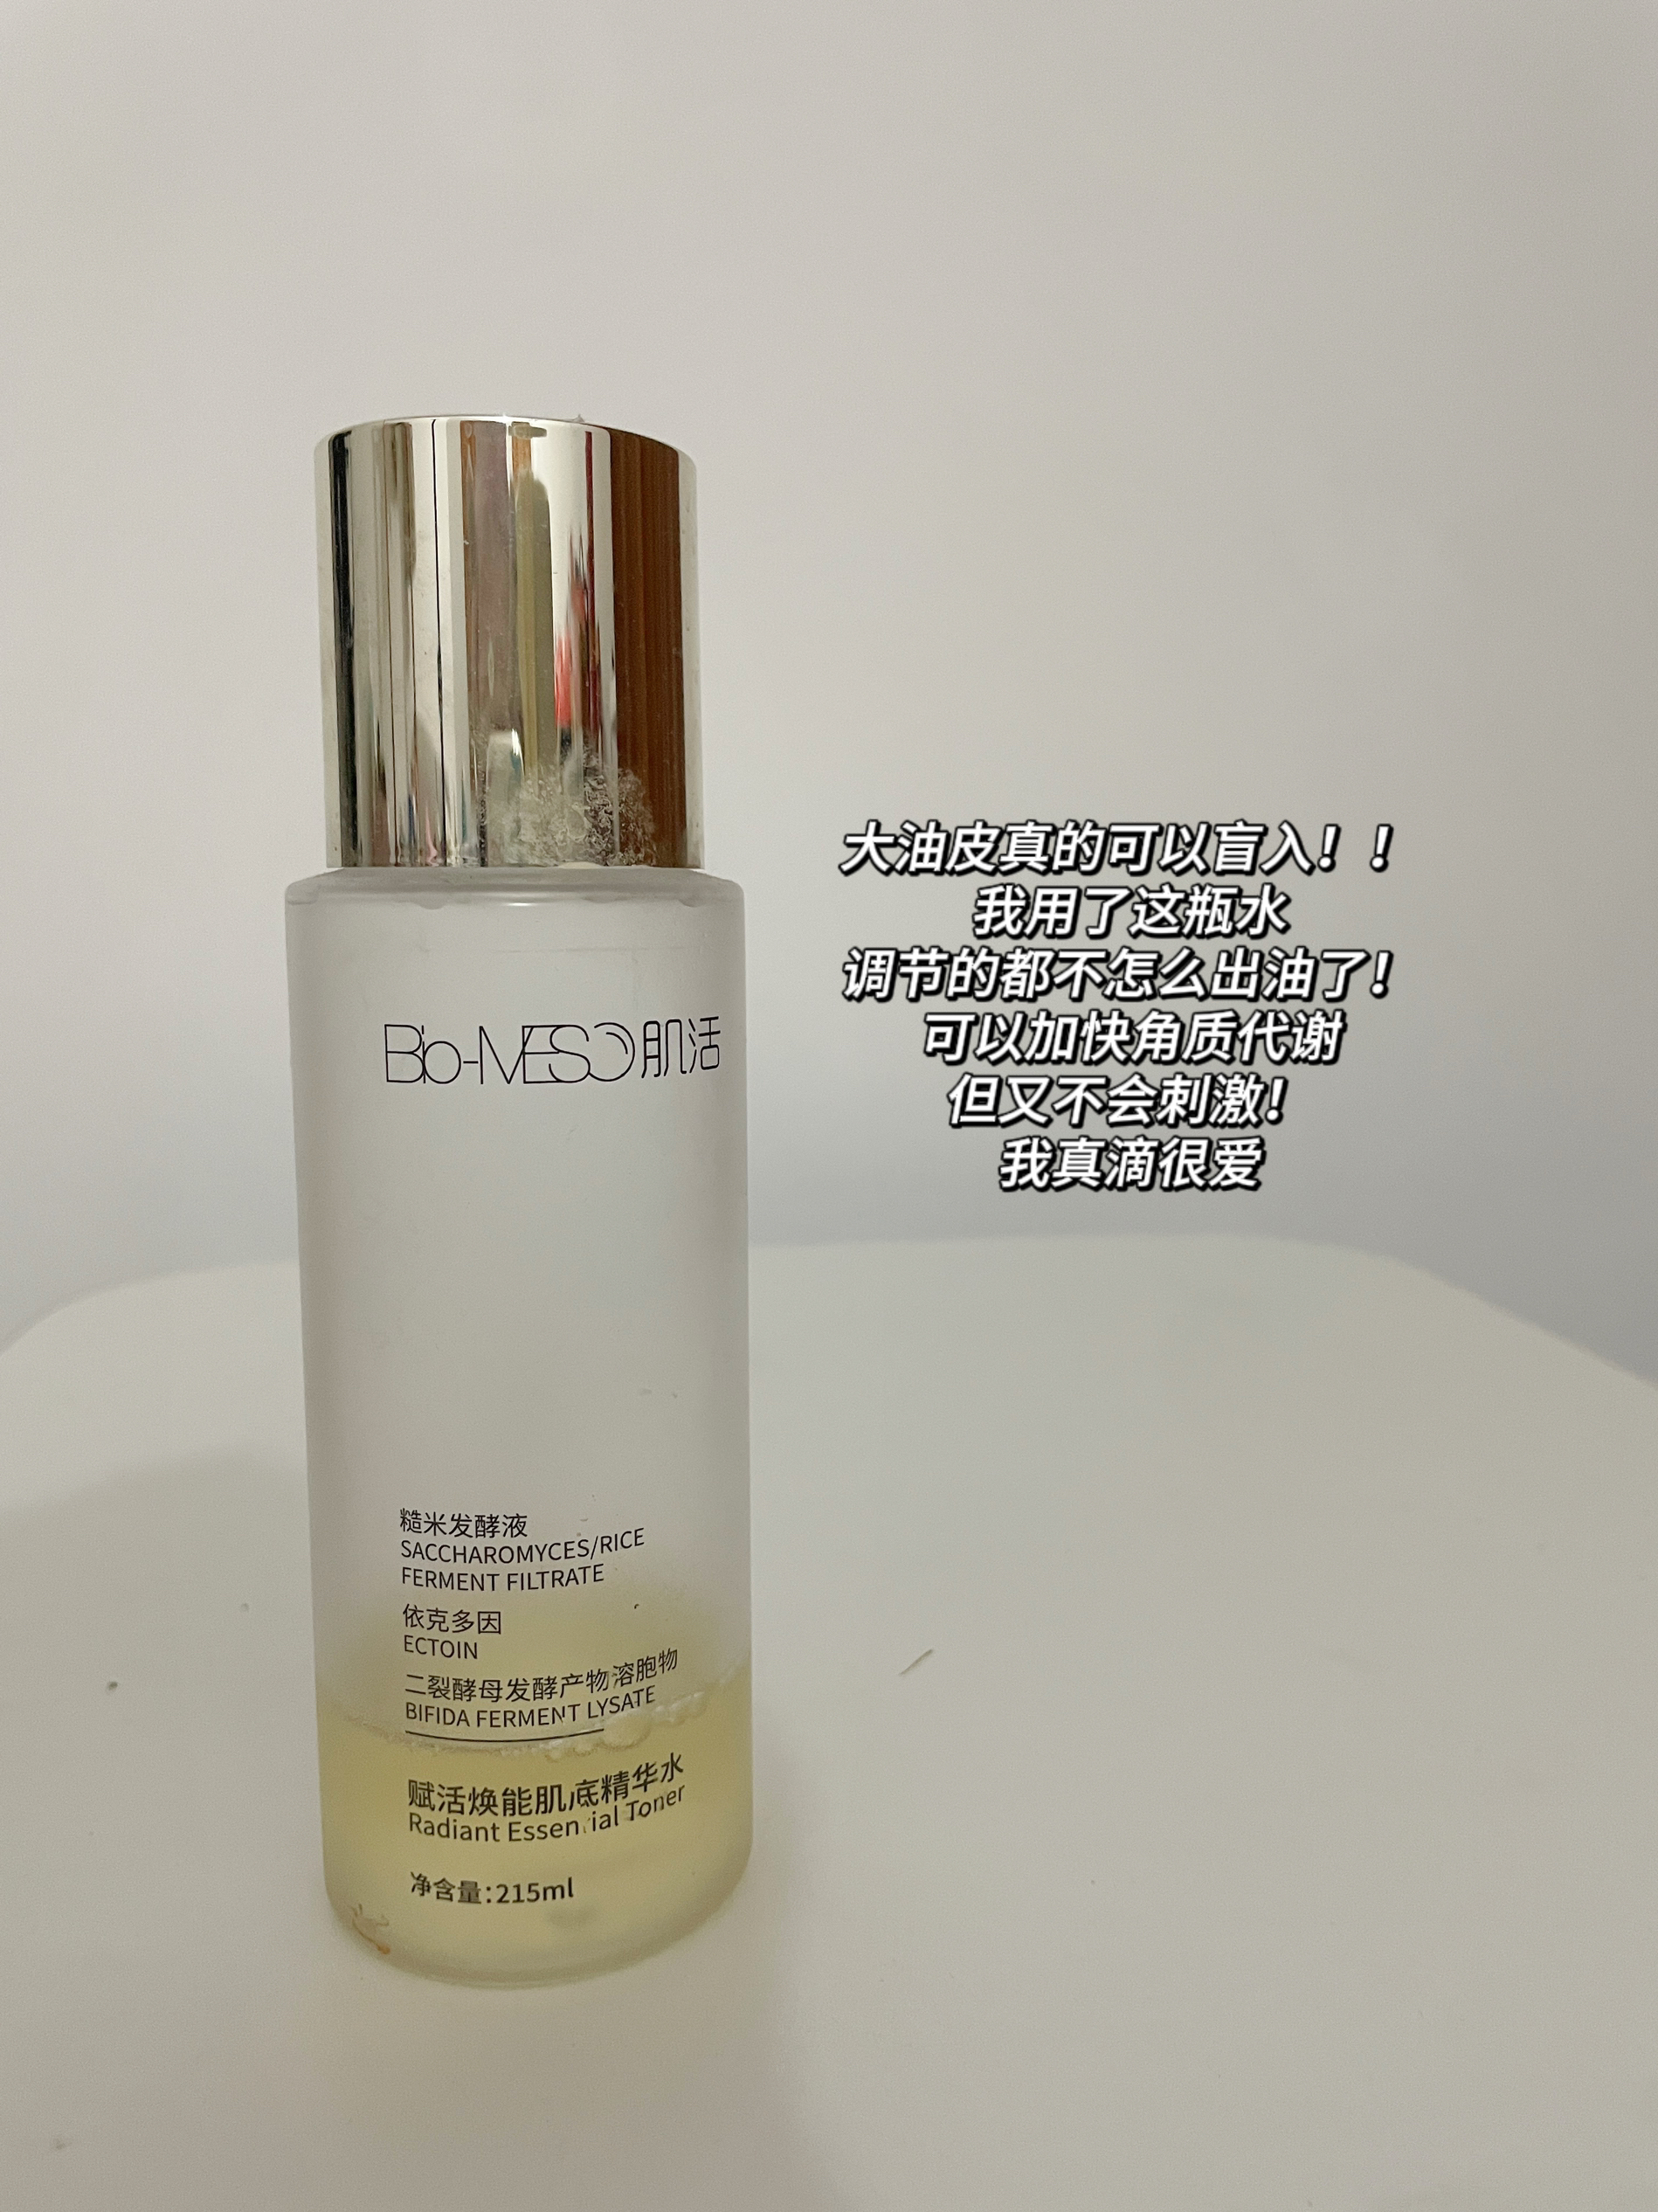 Bio-MESO肌活
糙米发酵液
SACCHAROMYCES/RICE
FERMENT FILTRATE
依克多因
ECTOIN
二裂酵母发酵产物溶胞物
BIFIDA FERMENT LYSATE
赋活焕能肌底精华水
Radiant Essential Toner
净含量:215ml
大油皮真的可以盲入！！
我用了这瓶水
调节的都不怎么出油了！
可以加快角质代谢
但又不会刺激！
我真滴很爱